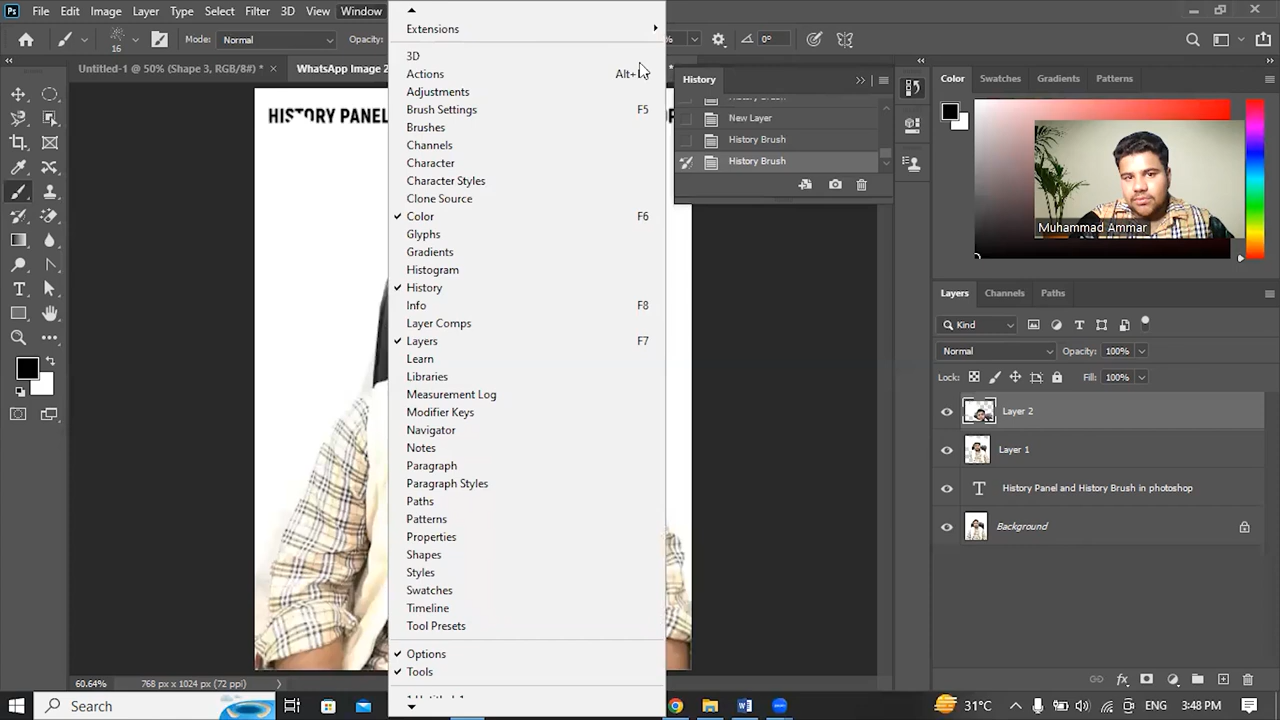 Ps File Edit Image Layer Type Select Filter 3D View Window
16 Mode: Normal Opacity: 0°
Untitled-1 @ 50% (Shape 3, RGB/8#) * × WhatsApp Image 2
HISTORY PANEL
Extensions
3D
Actions
Adjustments
Brush Settings F5
Brushes
Channels
Character
Character Styles
Clone Source
Color F6
Glyphs
Gradients
Histogram
History
Info F8
Layer Comps
Layers F7
Learn
Libraries
Measurement Log
Modifier Keys
Navigator
Notes
Paragraph
Paragraph Styles
Paths
Patterns
Properties
Shapes
Styles
Swatches
Timeline
Tool Presets
Options
Tools
History
New Layer
History Brush
History Brush
Color Swatches Gradients Patterns
Muhammad Ammar
Layers Channels Paths
Kind
Normal Opacity: 100%
Lock: Fill: 100%
Layer 2
Layer 1
T History Panel and History Brush in photoshop
Background
60.64% 768 px x 1024 px (72 ppi)
Search 31°C 3:48 PM